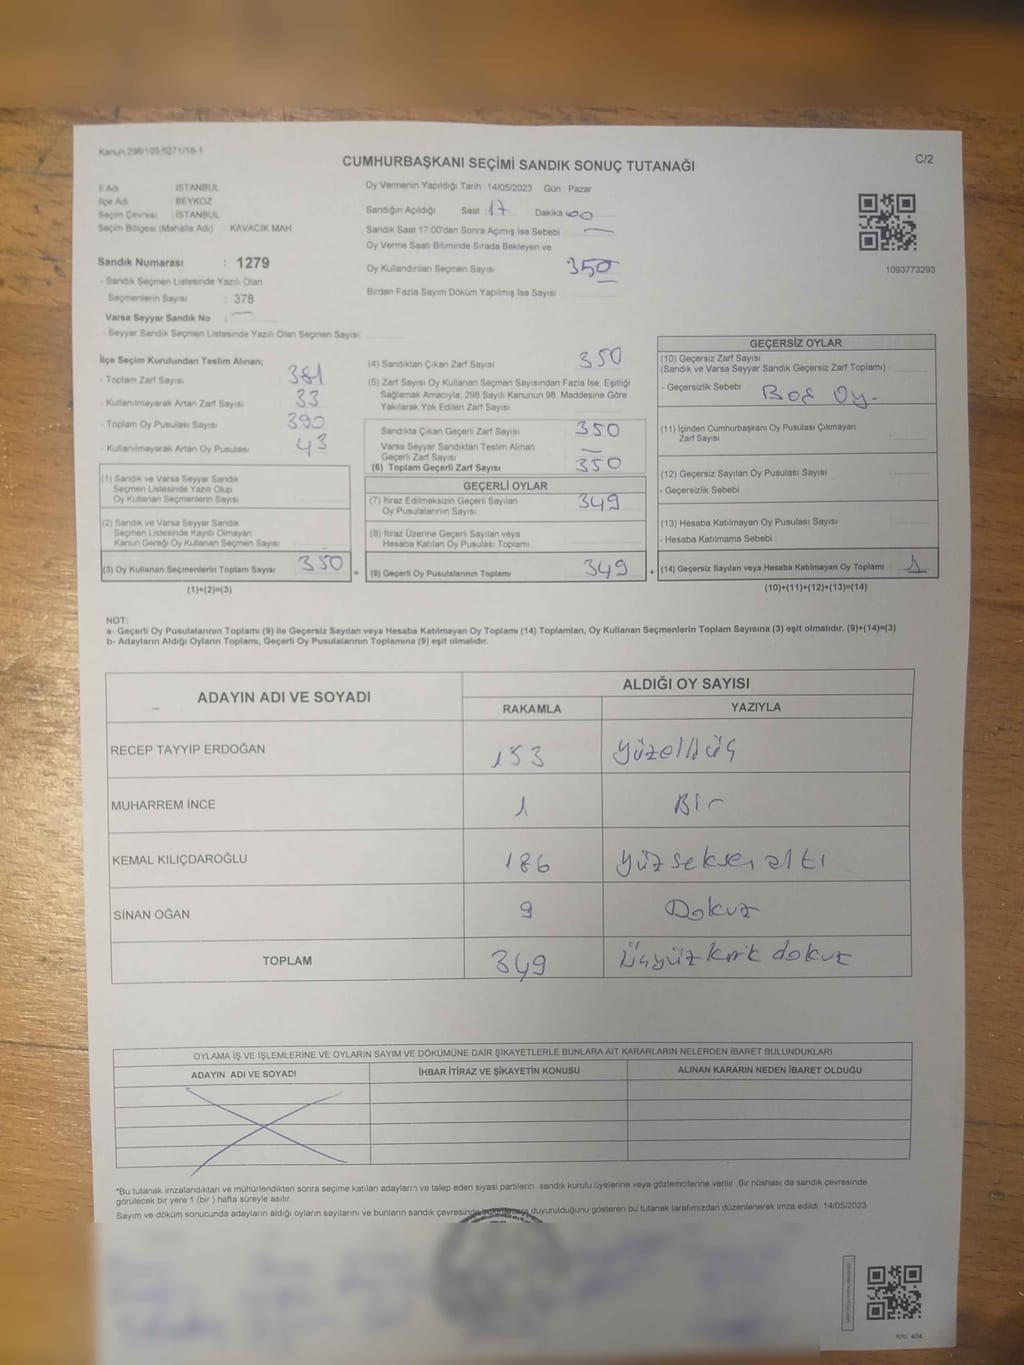 Kanun,298/105,6271/18-1
CUMHURBAŞKANI SEÇİMİ SANDIK SONUÇ TUTANAĞI
C/2
İl Adı : İSTANBUL
İlçe Adı : BEYKOZ
Seçim Çevresi : İSTANBUL
Seçim Bölgesi (Mahalle Adı) KAVACIK MAH.
Sandık Numarası : 1279
- Sandık Seçmen Listesinde Yazılı Olan
Seçmenlerin Sayısı : 378
Varsa Seyyar Sandık No : —
- Seyyar Sandık Seçmen Listesinde Yazılı Olan Seçmen Sayısı:
Oy Vermenin Yapıldığı Tarih :14/05/2023 Gün : Pazar
Sandığın Açıldığı Saat :17 Dakika :00
Sandık Saat 17:00'den Sonra Açımış İse Sebebi —
Oy Verme Saati Bitiminde Sırada Bekleyen ve
Oy Kullandırılan Seçmen Sayısı 350
Birden Fazla Sayım Döküm Yapılmış İse Sayısı
1093773293
İlçe Seçim Kurulundan Teslim Alınan;
- Toplam Zarf Sayısı 381
- Kullanılmayarak Artan Zarf Sayısı 33
- Toplam Oy Pusulası Sayısı 390
- Kullanılmayarak Artan Oy Pusulası 43
(1) Sandık ve Varsa Seyyar Sandık
Seçmen Listesinde Yazılı Olup
Oy Kullanan Seçmenlerin Sayısı
(2) Sandık ve Varsa Seyyar Sandık
Seçmen Listesinde Kayıtlı Olmayan
Kanun Gereği Oy Kullanan Seçmen Sayısı
(3) Oy Kullanan Seçmenlerin Toplam Sayısı 350
(1)+(2)=(3)
(4) Sandıktan Çıkan Zarf Sayısı 350
(5) Zarf Sayısı Oy Kullanan Seçmen Sayısından Fazla İse, Eşitliği
Sağlamak Amacıyla, 298 Sayılı Kanunun 98. Maddesine Göre
Yakılarak Yok Edilen Zarf Sayısı
Sandıkta Çıkan Geçerli Zarf Sayısı 350
Varsa Seyyar Sandıktan Teslim Alınan
Geçerli Zarf Sayısı —
(6) Toplam Geçerli Zarf Sayısı 350
GEÇERLİ OYLAR
(7) İtiraz Edilmeksizin Geçerli Sayılan
Oy Pusulalarının Sayısı 349
(8) İtiraz Üzerine Geçerli Sayılan veya
Hesaba Katılan Oy Pusulası Toplamı
=
(9) Geçerli Oy Pusulalarının Toplamı 349
+
GEÇERSİZ OYLAR
(10) Geçersiz Zarf Sayısı
(Sandık ve Varsa Seyyar Sandık Geçersiz Zarf Toplamı)
- Geçersizlik Sebebi Boş Oy.
(11) İçinden Cumhurbaşkanı Oy Pusulası Çıkmayan
Zarf Sayısı
(12) Geçersiz Sayılan Oy Pusulası Sayısı
- Geçersizlik Sebebi
(13) Hesaba Katılmayan Oy Pusulası Sayısı
- Hesaba Katılmama Sebebi
(14) Geçersiz Sayılan veya Hesaba Katılmayan Oy Toplamı 1
(10)+(11)+(12)+(13)=(14)
NOT:
a- Geçerli Oy Pusulalarının Toplamı (9) ile Geçersiz Sayılan veya Hesaba Katılmayan Oy Toplamı (14) Toplamları, Oy Kullanan Seçmenlerin Toplam Sayısına (3) eşit olmalıdır. (9)+(14)=(3)
b- Adayların Aldığı Oyların Toplamı, Geçerli Oy Pusulalarının Toplamına (9) eşit olmalıdır.
ADAYIN ADI VE SOYADI
ALDIĞI OY SAYISI
RAKAMLA YAZIYLA
RECEP TAYYİP ERDOĞAN 153 yüzelliüç
MUHARREM İNCE 1 Bir
KEMAL KILIÇDAROĞLU 186 yüzseksenaltı
SİNAN OĞAN 9 Dokuz
TOPLAM 349 Üçyüzkırk dokuz
OYLAMA İŞ VE İŞLEMLERİNE VE OYLARIN SAYIM VE DÖKÜMÜNE DAİR ŞİKAYETLERLE BUNLARA AİT KARARLARIN NELERDEN İBARET BULUNDUKLARI
ADAYIN ADI VE SOYADI İHBAR İTİRAZ VE ŞİKAYETİN KONUSU ALINAN KARARIN NEDEN İBARET OLDUĞU
*Bu tutanak imzalandıktan ve mühürlendikten sonra seçime katılan adayların ve talep eden siyasi partilerin sandık kurulu üyelerine veya gözlemcilerine verilir .Bir nüshası da sandık çevresinde
görülecek bir yere 1 (bir ) hafta süreyle asılır.
Sayım ve döküm sonucunda adayların aldığı oyların sayılarını ve bunların sandık çevresinde duyurulduğunu gösteren bu tutanak tarafımızdan düzenlenerek imza edildi. 14/05/2023